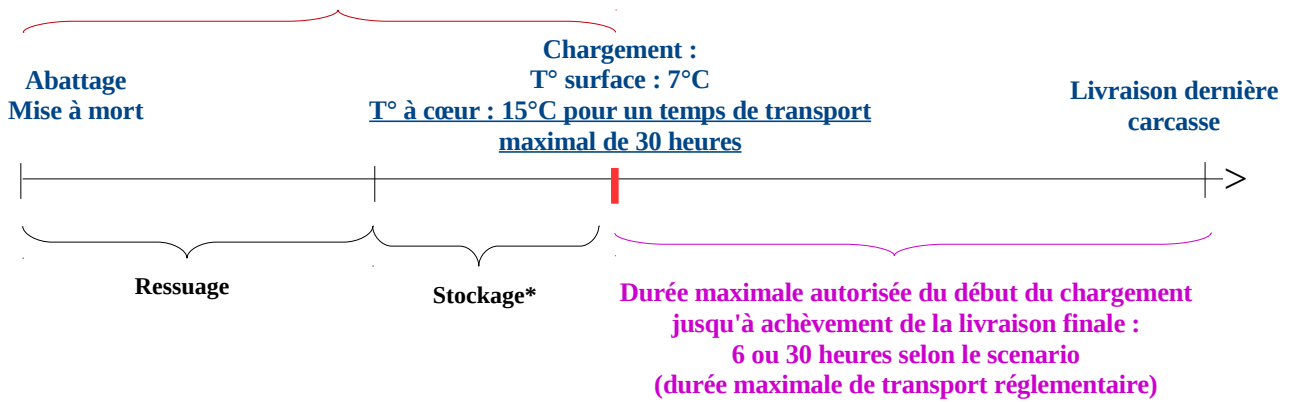 Abattage
Mise à mort
Chargement :
T° surface : 7°C
T° à cœur : 15°C pour un temps de transport
maximal de 30 heures
Livraison dernière
carcasse
Ressuage
Stockage*
Durée maximale autorisée du début du chargement
jusqu'à achèvement de la livraison finale :
6 ou 30 heures selon le scenario
(durée maximale de transport réglementaire)